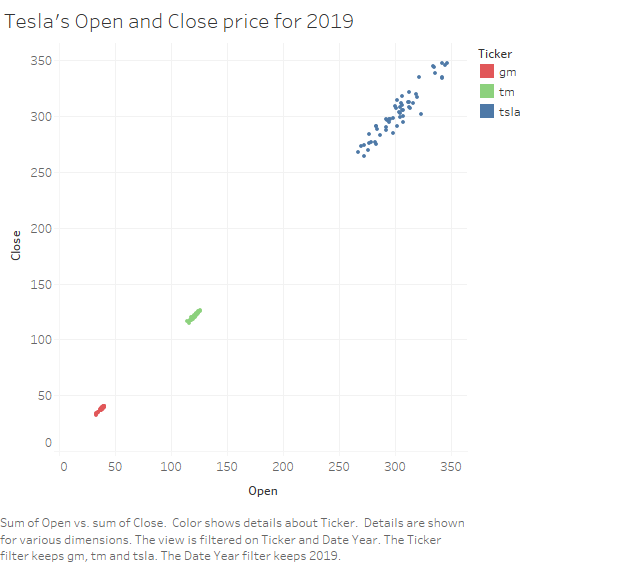 Tesla's Open and Close price for 2019
Ticker
gm
tm
tsla
350
300
250
200
150
100
50
0
Close
0 50 100 150 200 250 300 350
Open
Sum of Open vs. sum of Close. Color shows details about Ticker. Details are shown
for various dimensions. The view is filtered on Ticker and Date Year. The Ticker
filter keeps gm, tm and tsla. The Date Year filter keeps 2019.